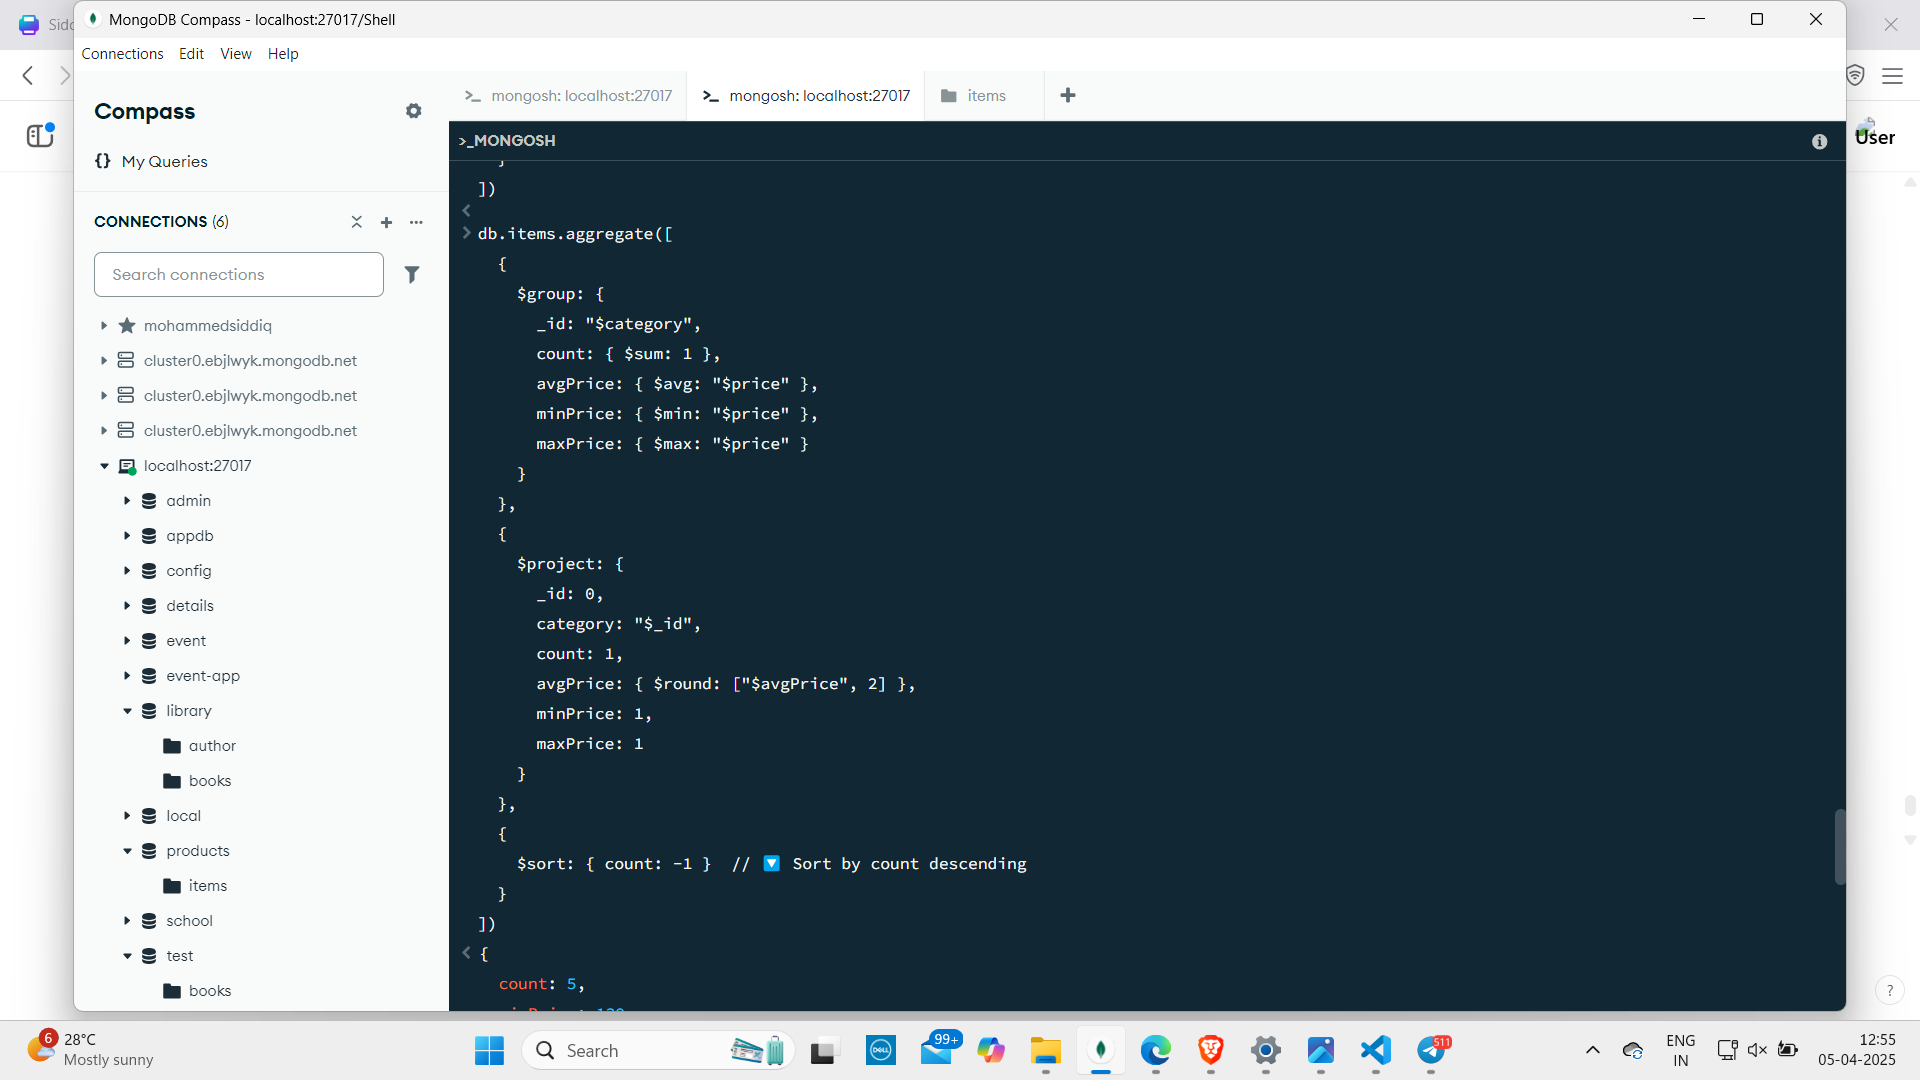 Sidd
MongoDB Compass - localhost:27017/Shell
Connections Edit View Help
Compass
My Queries
CONNECTIONS (6)
Search connections
mohammedsiddiq
cluster0.ebjlwyk.mongodb.net
cluster0.ebjlwyk.mongodb.net
cluster0.ebjlwyk.mongodb.net
localhost:27017
admin
appdb
config
details
event
event-app
library
author
books
local
products
items
school
test
books
mongosh: localhost:27017 mongosh: localhost:27017 items
>_MONGOSH
User
}
])
db.items.aggregate([
{
$group: {
_id: "$category",
count: { $sum: 1 },
avgPrice: { $avg: "$price" },
minPrice: { $min: "$price" },
maxPrice: { $max: "$price" }
}
},
{
$project: {
_id: 0,
category: "$_id",
count: 1,
avgPrice: { $round: ["$avgPrice", 2] },
minPrice: 1,
maxPrice: 1
}
},
{
$sort: { count: -1 } // 🔽 Sort by count descending
}
])
{
count: 5,
?
6
28°C
Mostly sunny
Search
DELL
99+
511
ENG
IN
12:55
05-04-2025